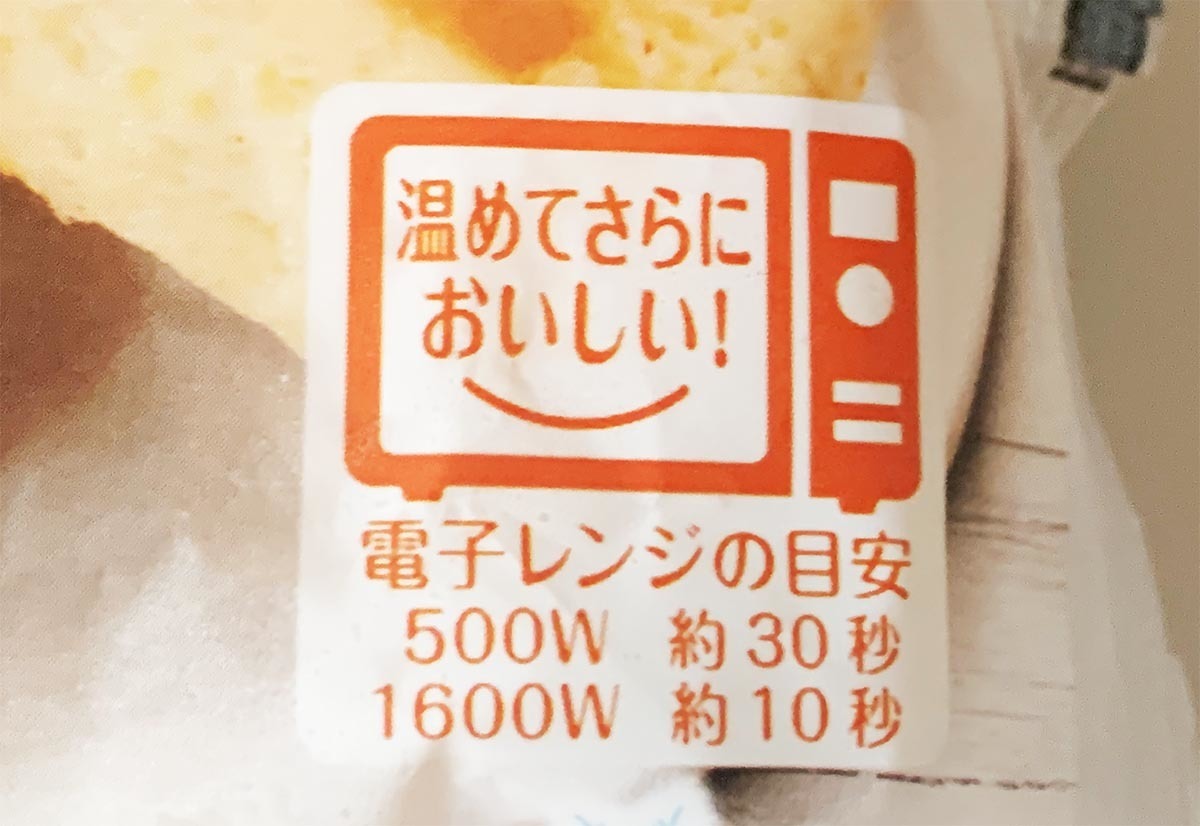 温めてさらに
おいしい!
電子レンジの目安
500W 約30秒
1600W 約10秒